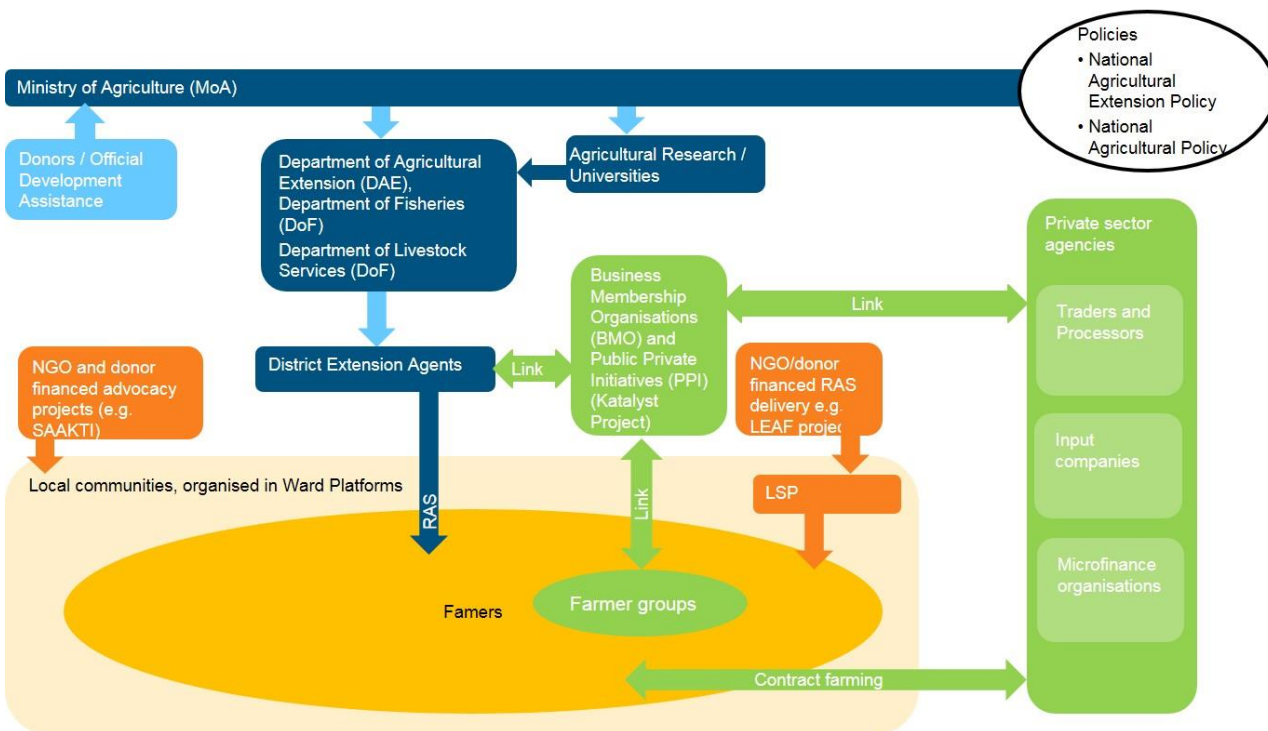 Policies
• National
Agricultural
Extension Policy
• National
Agricultural Policy
Ministry of Agriculture (MoA)
Donors / Official
Development
Assistance
Department of Agricultural
Extension (DAE),
Department of Fisheries
(DoF)
Department of Livestock
Services (DoF)
Agricultural Research /
Universities
Private sector
agencies
Traders and
Processors
Input
companies
Microfinance
organisations
Business
Membership
Organisations
(BMO) and
Public Private
Initiatives (PPI)
(Katalyst
Project)
Link
NGO and donor
financed advocacy
projects (e.g.
SAAKTI)
District Extension Agents
Link
NGO/donor
financed RAS
delivery e.g.
LEAF projec
Local communities, organised in Ward Platforms
RAS
Link
LSP
Famers
Farmer groups
Contract farming